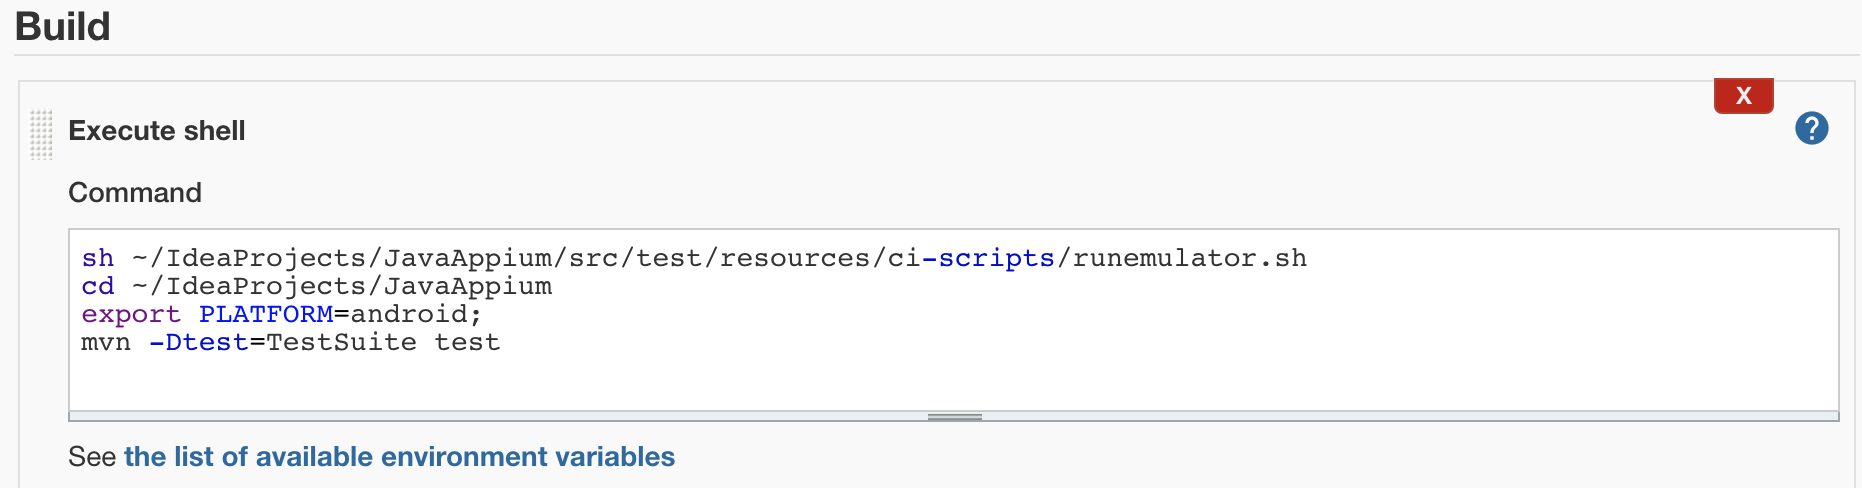 Build
X
Execute shell
?
Command
sh ~/IdeaProjects/JavaAppium/src/test/resources/ci-scripts/runemulator.sh
cd ~/IdeaProjects/JavaAppium
export PLATFORM=android;
mvn -Dtest=TestSuite test
See the list of available environment variables